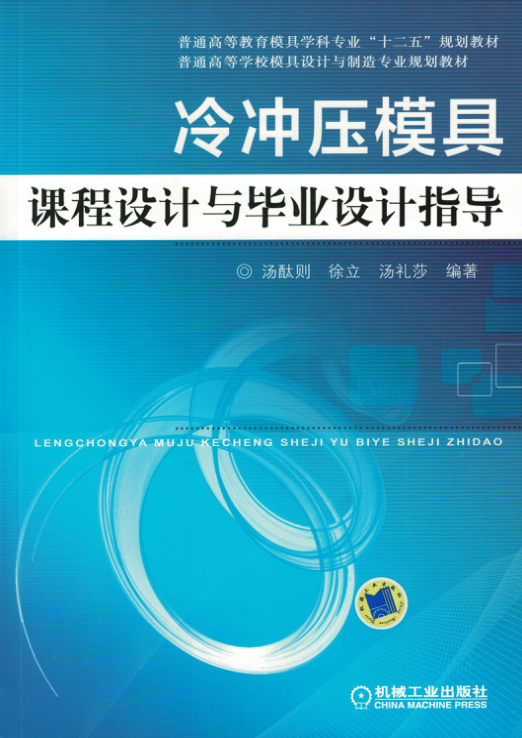 普通高等教育模具学科专业“十二五”规划教材
普通高等学校模具设计与制造专业规划教材
冷冲压模具
课程设计与毕业设计指导
◎ 汤酞则 徐立 汤礼莎 编著
LENGCHONGYA MUJU KECHENG SHEJI YU BIYE SHEJI ZHIDAO
机械工业出版社
CHINA MACHINE PRESS